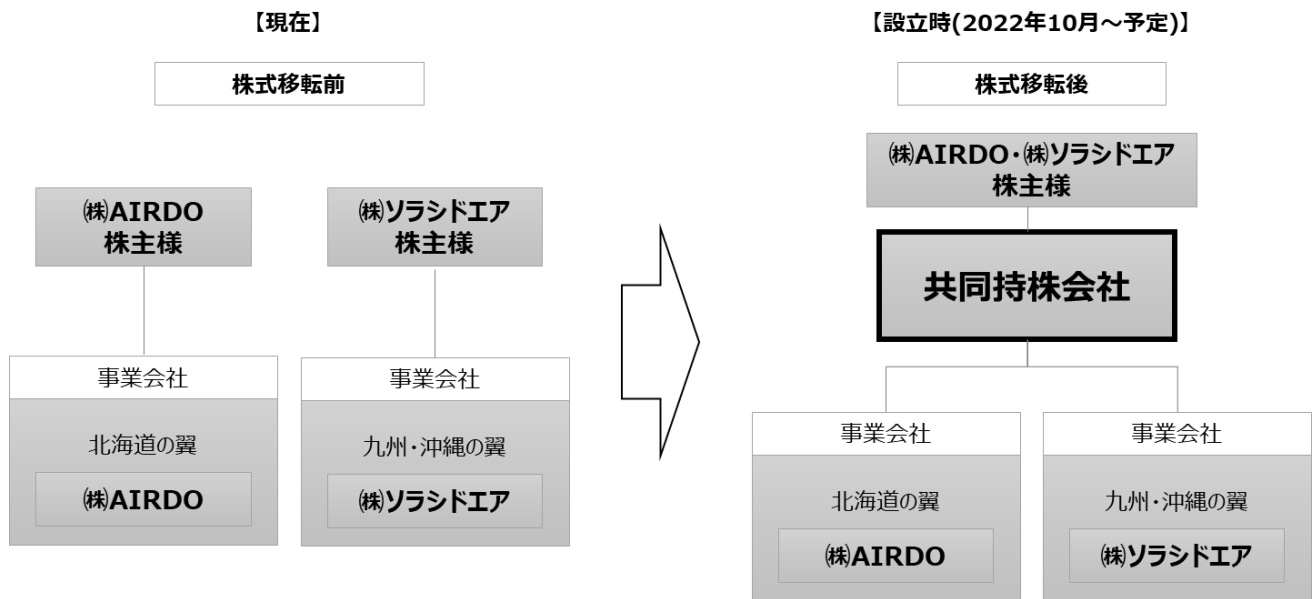 【現在】
株式移転前
㈱AIRDO
株主様
㈱ソラシドエア
株主様
事業会社
北海道の翼
㈱AIRDO
事業会社
九州・沖縄の翼
㈱ソラシドエア
【設立時(2022年10月～予定)】
株式移転後
㈱AIRDO・㈱ソラシドエア
株主様
共同持株会社
事業会社
北海道の翼
㈱AIRDO
事業会社
九州・沖縄の翼
㈱ソラシドエア